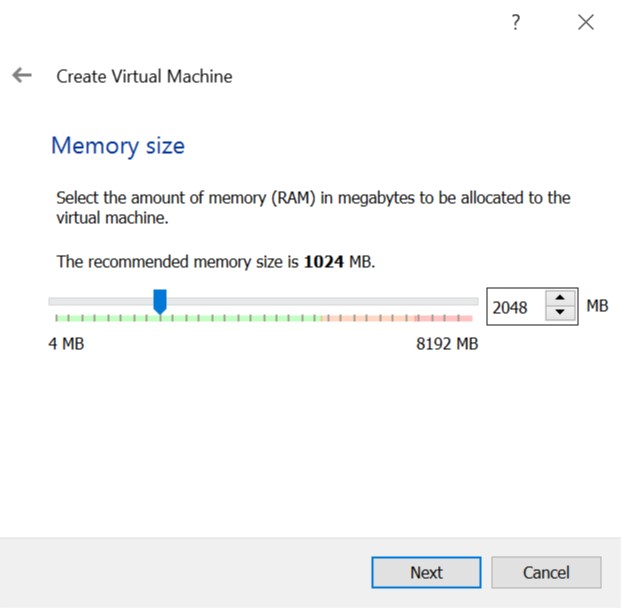 ?
Create Virtual Machine
Memory size
Select the amount of memory (RAM) in megabytes to be allocated to the
virtual machine.
The recommended memory size is 1024 MB.
2048 MB
4 MB 8192 MB
Next Cancel